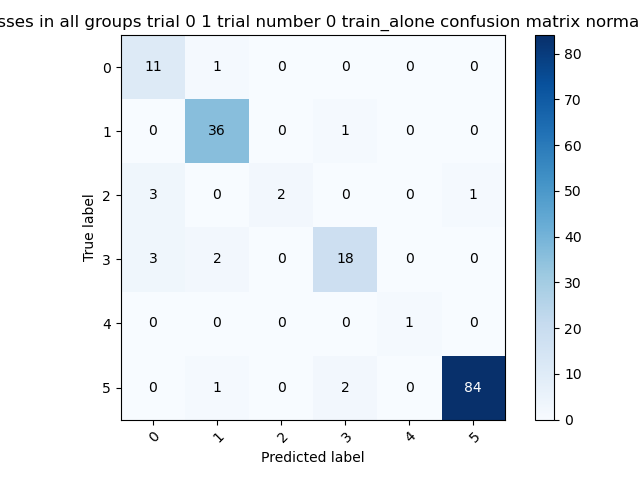 sses in all groups trial 0 1 trial number 0 train_alone confusion matrix norma
0 11 1 0 0 0 0
1 0 36 0 1 0 0
2 3 0 2 0 0 1
3 3 2 0 18 0 0
4 0 0 0 0 1 0
5 0 1 0 2 0 84
0 1 2 3 4 5
True label
Predicted label
80
70
60
50
40
30
20
10
0